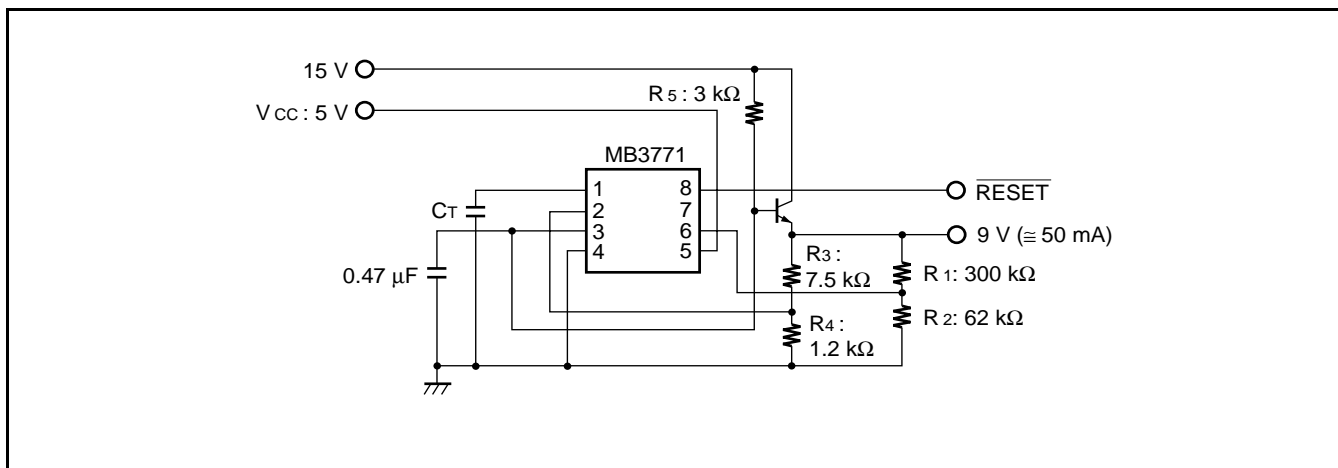 15 V
R5 : 3 kΩ
VCC : 5 V
MB3771
1
8
RESET
CT
2
7
3
6
9 V (≅ 50 mA)
4
5
R3 :
7.5 kΩ
R1: 300 kΩ
0.47 µF
R4 :
1.2 kΩ
R2: 62 kΩ